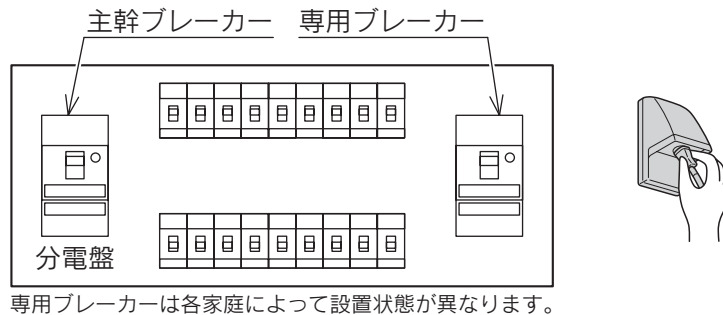 主幹ブレーカー 専用ブレーカー
分電盤
専用ブレーカーは各家庭によって設置状態が異なります。